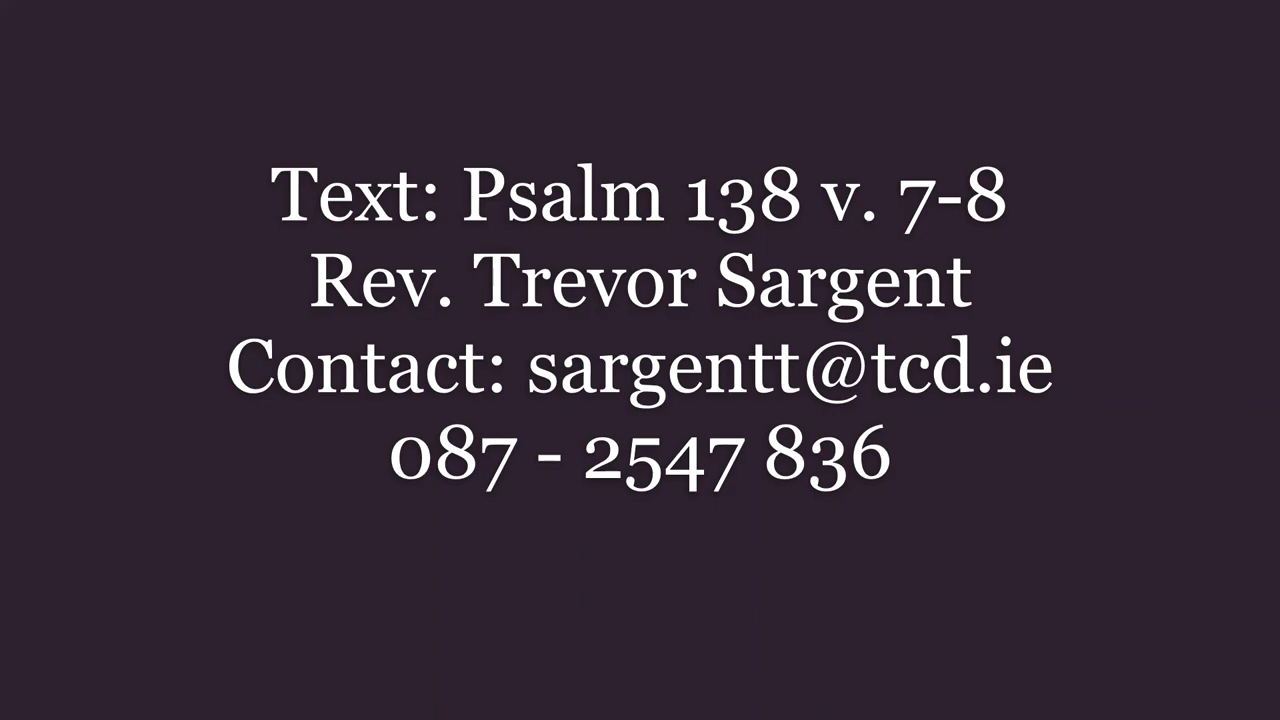 Text: Psalm 138 v. 7-8
Rev. Trevor Sargent
Contact: sargentt@tcd.ie
087 - 2547 836